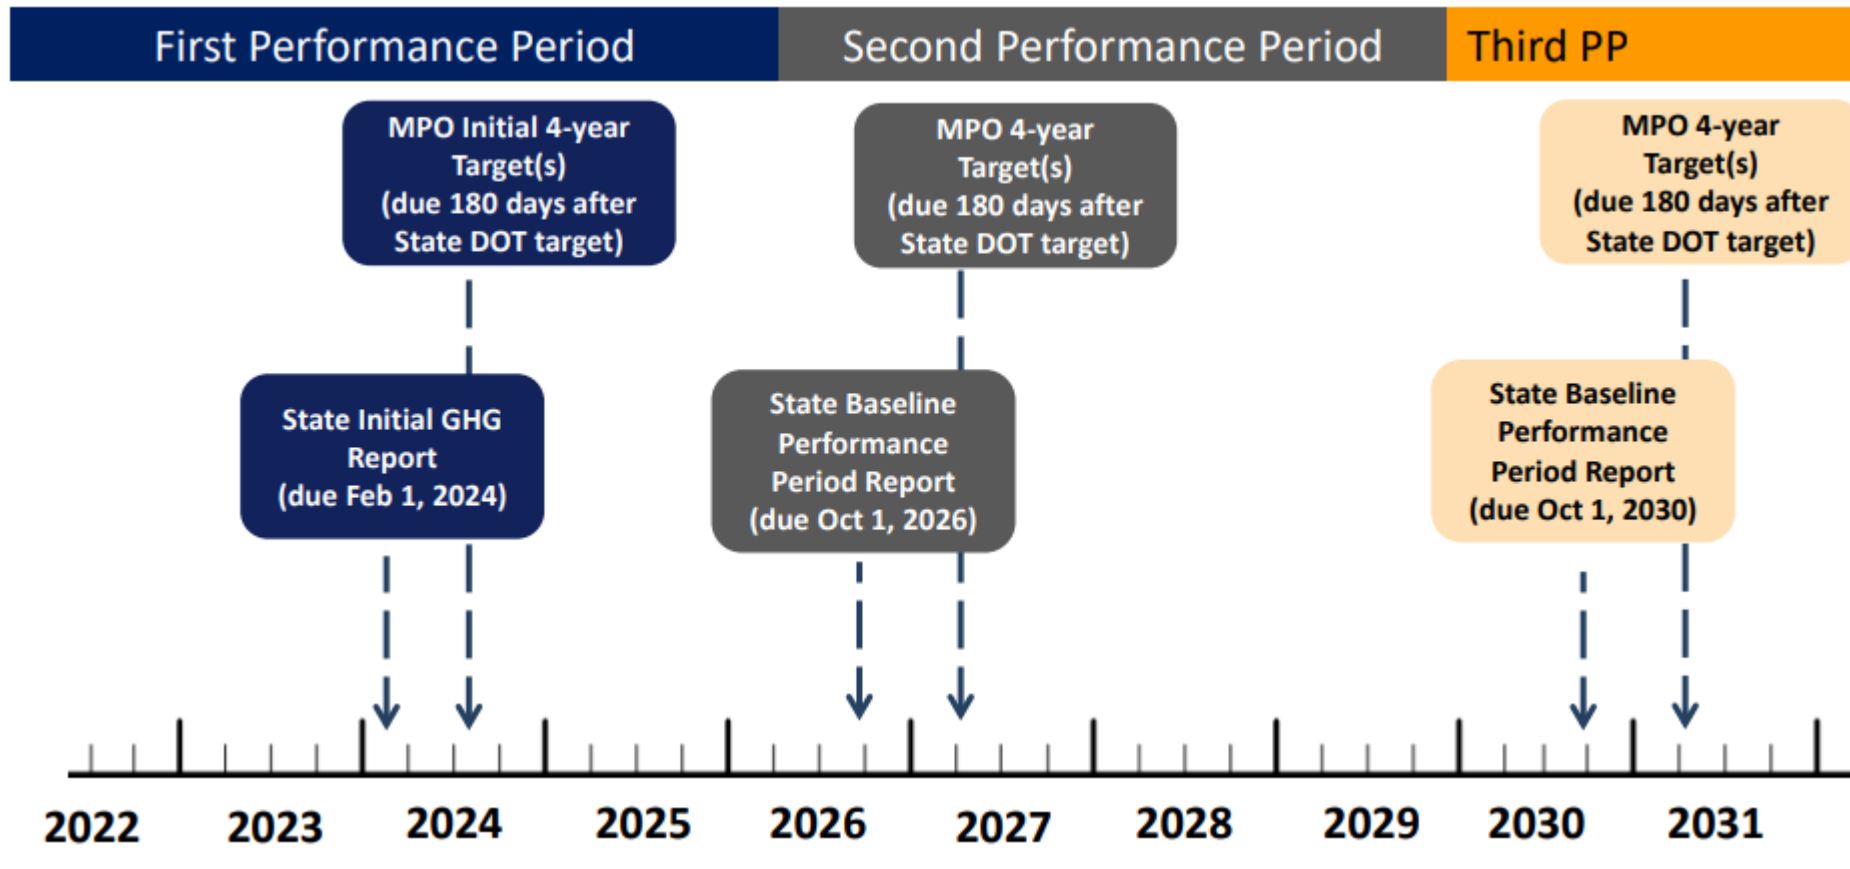 First Performance Period
Second Performance Period
Third PP
MPO Initial 4-year
Target(s)
(due 180 days after
State DOT target)
MPO 4-year
Target(s)
(due 180 days after
State DOT target)
MPO 4-year
Target(s)
(due 180 days after
State DOT target)
State Initial GHG
Report
(due Feb 1, 2024)
State Baseline
Performance
Period Report
(due Oct 1, 2026)
State Baseline
Performance
Period Report
(due Oct 1, 2030)
2022
2023
2024
2025
2026
2027
2028
2029
2030
2031